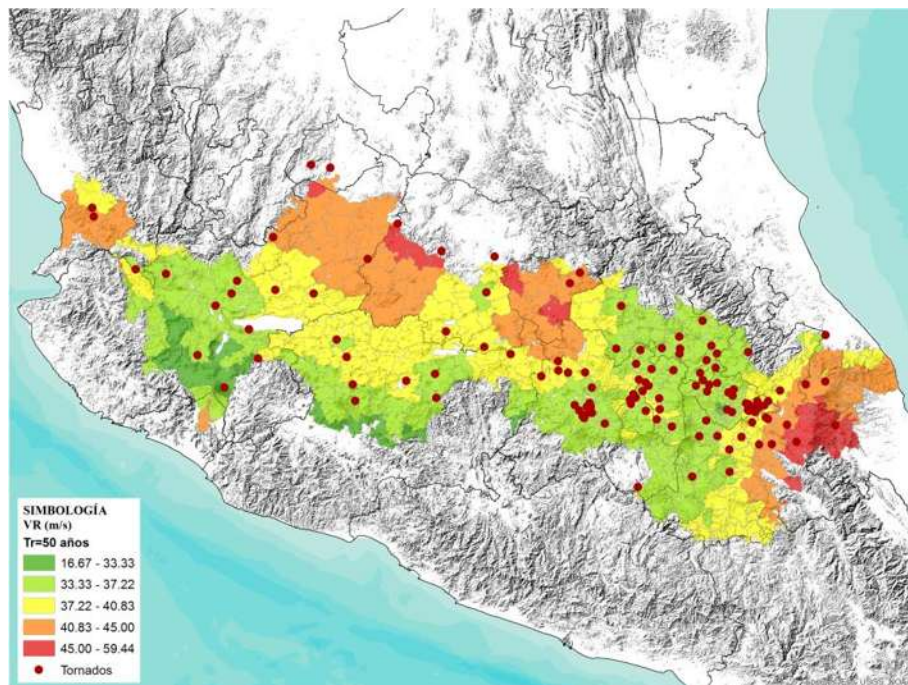 SIMBOLOGÍA
VR (m/s)
Tr=50 años
16.67 - 33.33
33.33 - 37.22
37.22 - 40.83
40.83 - 45.00
45.00 - 59.44
Tornados